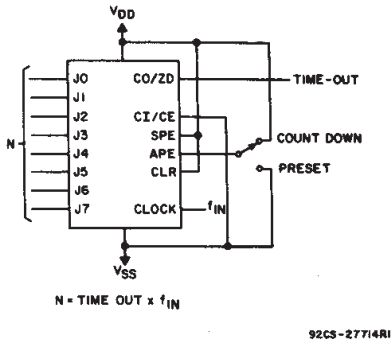 VDD
J0 CO/ZD TIME-OUT
J1
J2 CI/CE
N J3 SPE COUNT DOWN
J4 APE
J5 CLR PRESET
J6
J7 CLOCK fIN
VSS
N = TIME OUT x fIN
92CS-27714R1